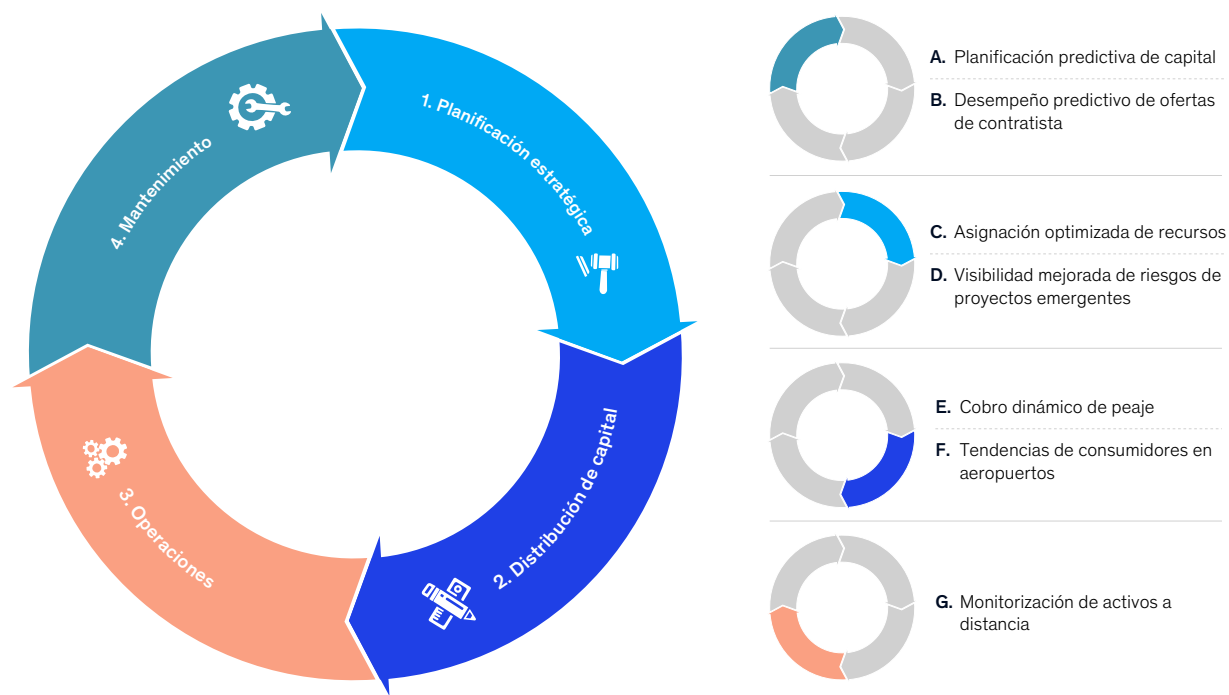 1. Planificación estratégica
2. Distribución de capital
3. Operaciones
4. Mantenimiento
A. Planificación predictiva de capital
B. Desempeño predictivo de ofertas
de contratista
C. Asignación optimizada de recursos
D. Visibilidad mejorada de riesgos de
proyectos emergentes
E. Cobro dinámico de peaje
F. Tendencias de consumidores en
aeropuertos
G. Monitorización de activos a
distancia